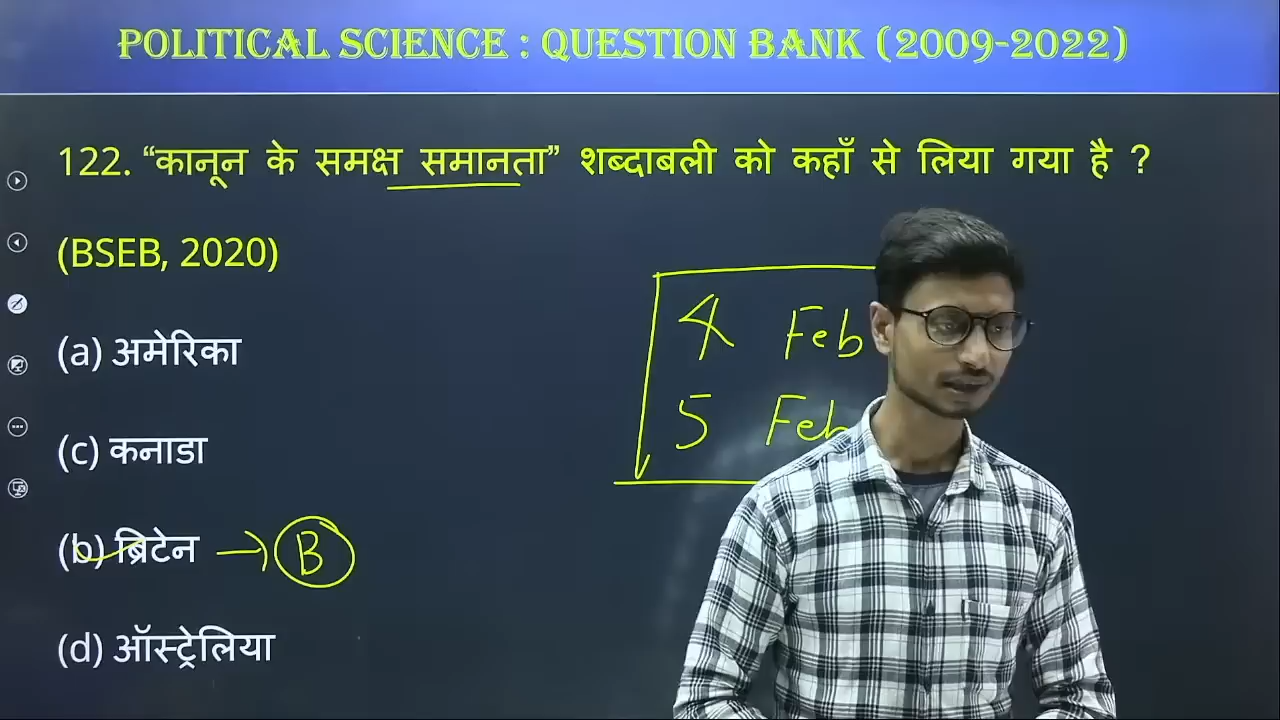 POLITICAL SCIENCE : QUESTION BANK (2009-2022)
122. “कानून के समक्ष समानता” शब्दाबली को कहाँ से लिया गया है ?
(BSEB, 2020)
(a) अमेरिका
(c) कनाडा
(b) ब्रिटेन → B
(d) ऑस्ट्रेलिया
4 Feb
5 Feb